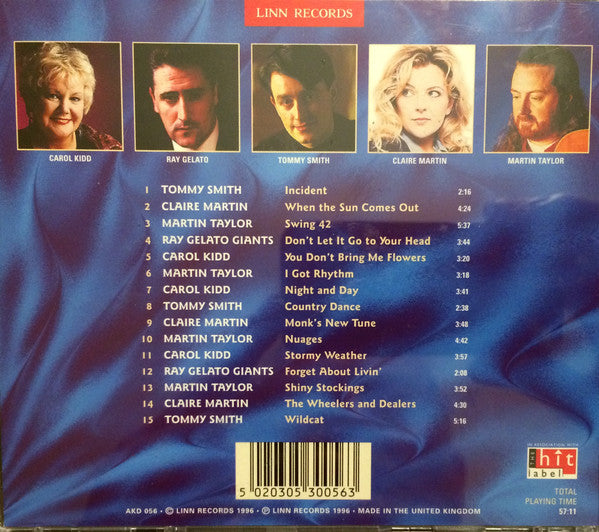 LINN RECORDS
CAROL KIDD RAY GELATO TOMMY SMITH CLAIRE MARTIN MARTIN TAYLOR
1 TOMMY SMITH Incident 2:16
2 CLAIRE MARTIN When the Sun Comes Out 4:24
3 MARTIN TAYLOR Swing 42 5:37
4 RAY GELATO GIANTS Don't Let It Go to Your Head 3:44
5 CAROL KIDD You Don't Bring Me Flowers 3:20
6 MARTIN TAYLOR I Got Rhythm 3:18
7 CAROL KIDD Night and Day 3:41
8 TOMMY SMITH Country Dance 2:38
9 CLAIRE MARTIN Monk's New Tune 3:48
10 MARTIN TAYLOR Nuages 4:42
11 CAROL KIDD Stormy Weather 3:57
12 RAY GELATO GIANTS Forget About Livin' 2:08
13 MARTIN TAYLOR Shiny Stockings 3:52
14 CLAIRE MARTIN The Wheelers and Dealers 4:30
15 TOMMY SMITH Wildcat 5:16
5 020305 300563
IN ASSOCIATION WITH
THE hit
label
TOTAL
PLAYING TIME
57:11
AKD 056 • © LINN RECORDS 1996 • ℗ LINN RECORDS 1996 • MADE IN THE UNITED KINGDOM